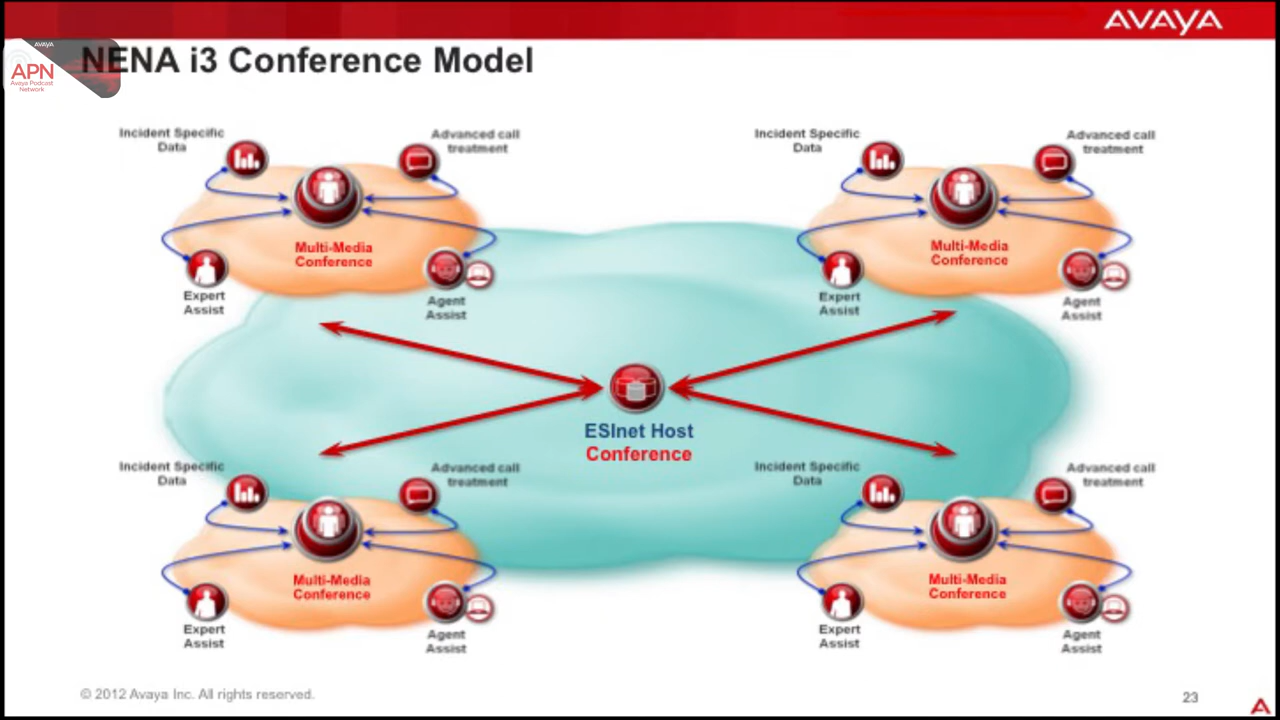 AVAYA
AVAYA
APN
Avaya Podcast
Network
NENA i3 Conference Model
Incident Specific
Data
Advanced call
treatment
Multi-Media
Conference
Expert
Assist
Agent
Assist
Incident Specific
Data
Advanced call
treatment
Multi-Media
Conference
Expert
Assist
Agent
Assist
ESInet Host
Conference
Incident Specific
Data
Advanced call
treatment
Multi-Media
Conference
Expert
Assist
Agent
Assist
Incident Specific
Data
Advanced call
treatment
Multi-Media
Conference
Expert
Assist
Agent
Assist
© 2012 Avaya Inc. All rights reserved.
23